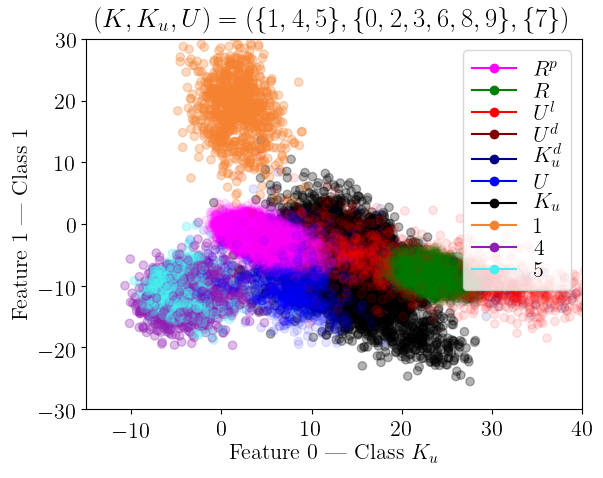 (K, K_u, U) = ({1, 4, 5}, {0, 2, 3, 6, 8, 9}, {7})
30
20
10
0
−10
−20
−30
Feature 1 — Class 1
R^p
R
U^l
U^d
K_u^d
U
K_u
1
4
5
−10
0
10
20
30
40
Feature 0 — Class K_u